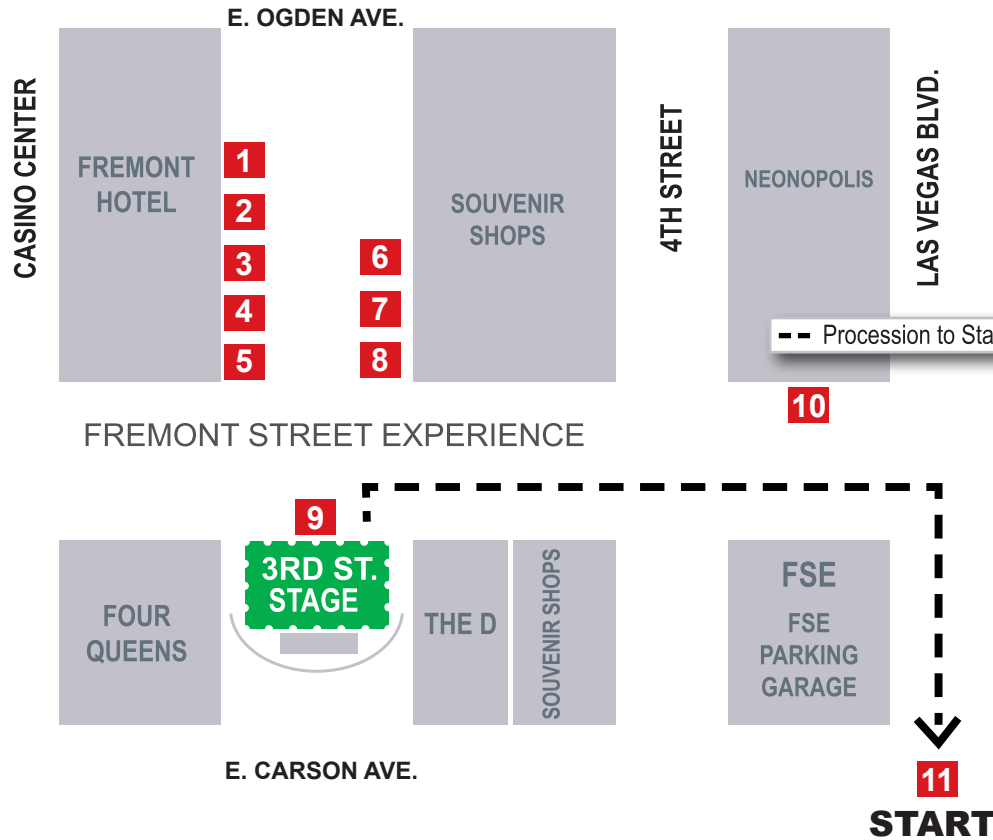 E. OGDEN AVE.
CASINO CENTER
FREMONT
HOTEL
1
2
3
4
5
6
7
8
SOUVENIR
SHOPS
4TH STREET
NEONOPOLIS
LAS VEGAS BLVD.
Procession to Sta
10
FREMONT STREET EXPERIENCE
9
3RD ST.
STAGE
FOUR
QUEENS
THE D
SOUVENIR SHOPS
FSE
FSE
PARKING
GARAGE
E. CARSON AVE.
11
START